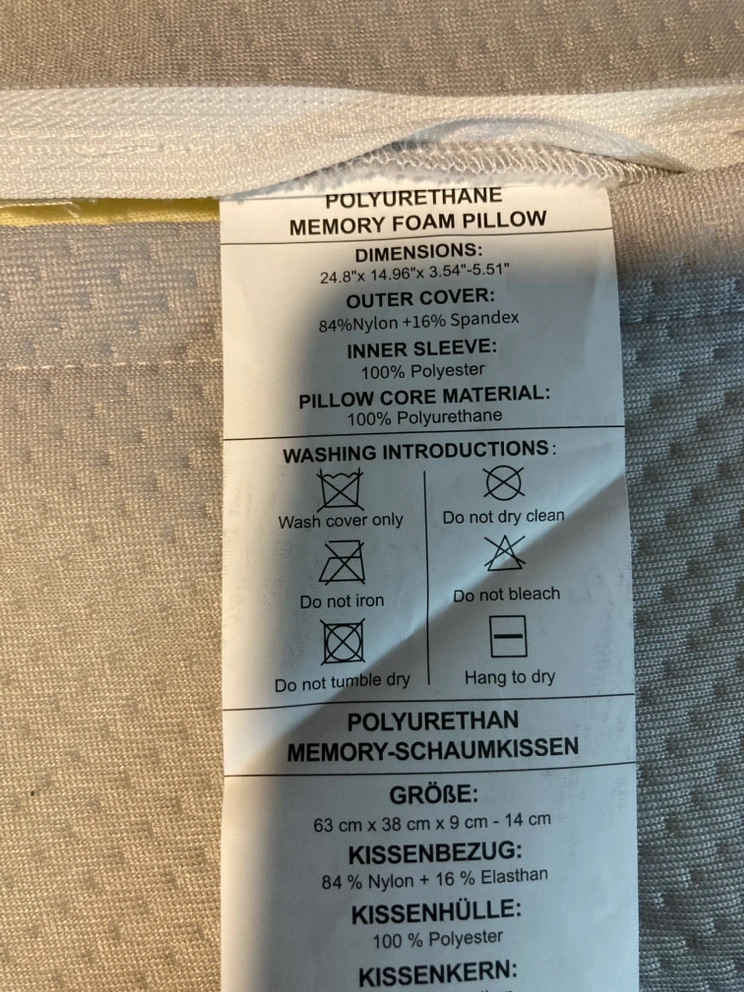 POLYURETHANE
MEMORY FOAM PILLOW
DIMENSIONS:
24.8"x 14.96"x 3.54"-5.51"
OUTER COVER:
84%Nylon +16% Spandex
INNER SLEEVE:
100% Polyester
PILLOW CORE MATERIAL:
100% Polyurethane
WASHING INTRODUCTIONS:
Wash cover only
Do not dry clean
Do not iron
Do not bleach
Do not tumble dry
Hang to dry
POLYURETHAN
MEMORY-SCHAUMKISSEN
GRÖßE:
63 cm x 38 cm x 9 cm - 14 cm
KISSENBEZUG:
84 % Nylon + 16 % Elasthan
KISSENHÜLLE:
100 % Polyester
KISSENKERN: